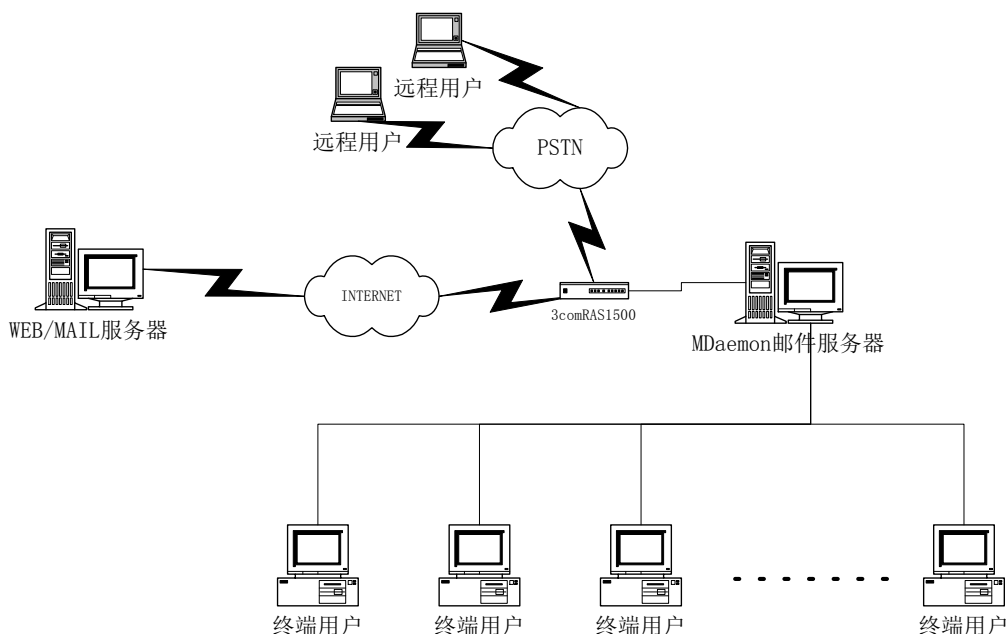 远程用户
远程用户
PSTN
INTERNET
3comRAS1500
WEB/MAIL服务器
MDaemon邮件服务器
终端用户
终端用户
终端用户
终端用户